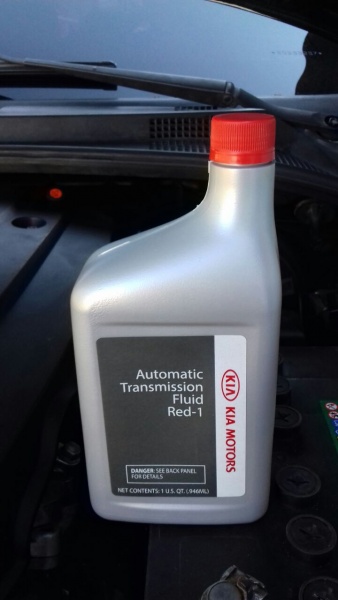 Automatic
Transmission
Fluid
Red-1
KIA KIA MOTORS
DANGER: SEE BACK PANEL
FOR DETAILS
NET CONTENTS: 1 U.S. QT. (.946ML)